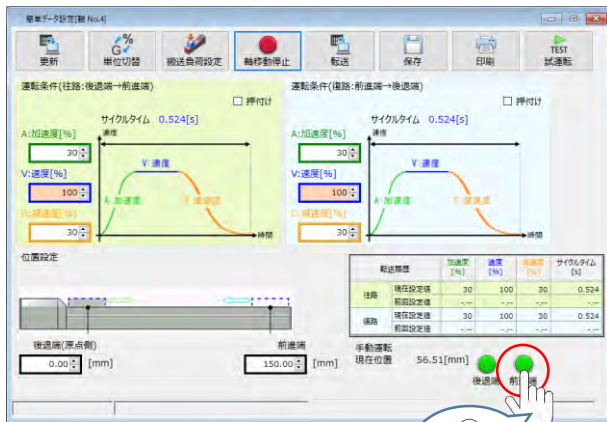 簡単データ設定[軸 No.4]
更新
単位切替
搬送負荷設定
軸移動停止
転送
保存
印刷
TEST
試運転
運転条件(往路:後退端→前進端)
押付け
サイクルタイム 0.524[s]
A:加速度[%]
30
V:速度[%]
100
D:減速度[%]
30
速度
V:速度
A:加速度
D:減速度
時間
運転条件(復路:前進端→後退端)
押付け
サイクルタイム 0.524[s]
A:加速度[%]
30
V:速度[%]
100
D:減速度[%]
30
速度
V:速度
A:加速度
D:減速度
時間
位置設定
後退端(原点側)
0.00 [mm]
前進端
150.00 [mm]
転送履歴 加速度[%] 速度[%] 減速度[%] サイクルタイム[s]
往路 現在設定値 30 100 30 0.524
前回設定値 -.-- -.-- -.-- -.--
復路 現在設定値 30 100 30 0.524
前回設定値 -.-- -.-- -.-- -.--
手動運転
現在位置 56.51[mm]
後退端